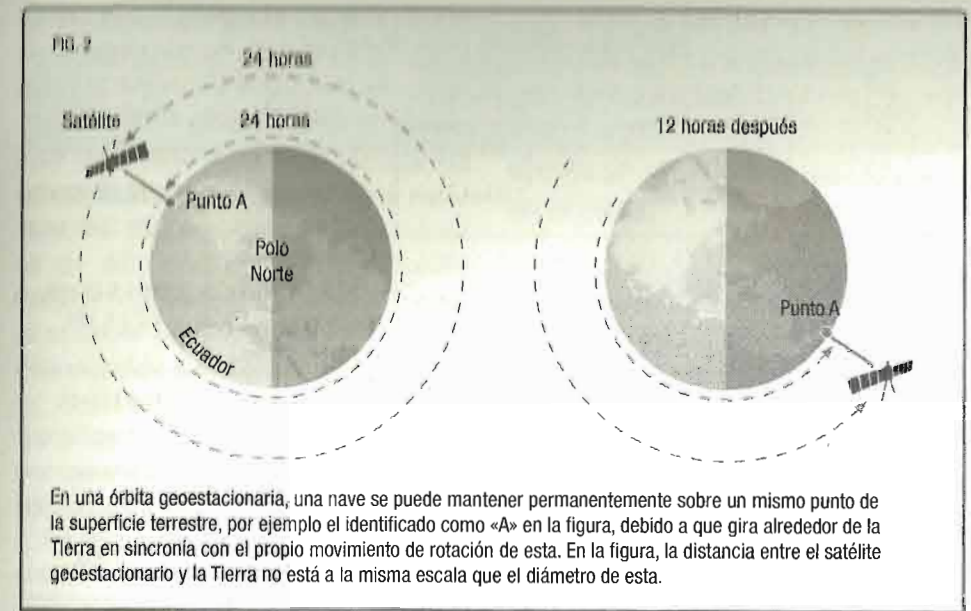 FIG. 2
24 horas
Satélite
24 horas
12 horas después
Punto A
Polo
Norte
Punto A
Ecuador
En una órbita geoestacionaria, una nave se puede mantener permanentemente sobre un mismo punto de
la superficie terrestre, por ejemplo el identificado como «A» en la figura, debido a que gira alrededor de la
Tierra en sincronía con el propio movimiento de rotación de esta. En la figura, la distancia entre el satélite
geoestacionario y la Tierra no está a la misma escala que el diámetro de esta.